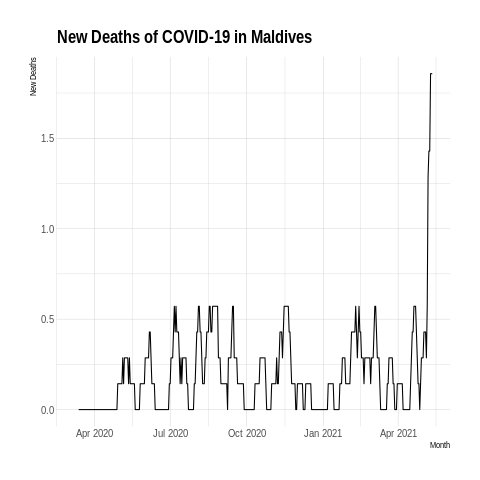 New Deaths of COVID-19 in Maldives
New Deaths
1.5
1.0
0.5
0.0
Apr 2020
Jul 2020
Oct 2020
Jan 2021
Apr 2021
Month